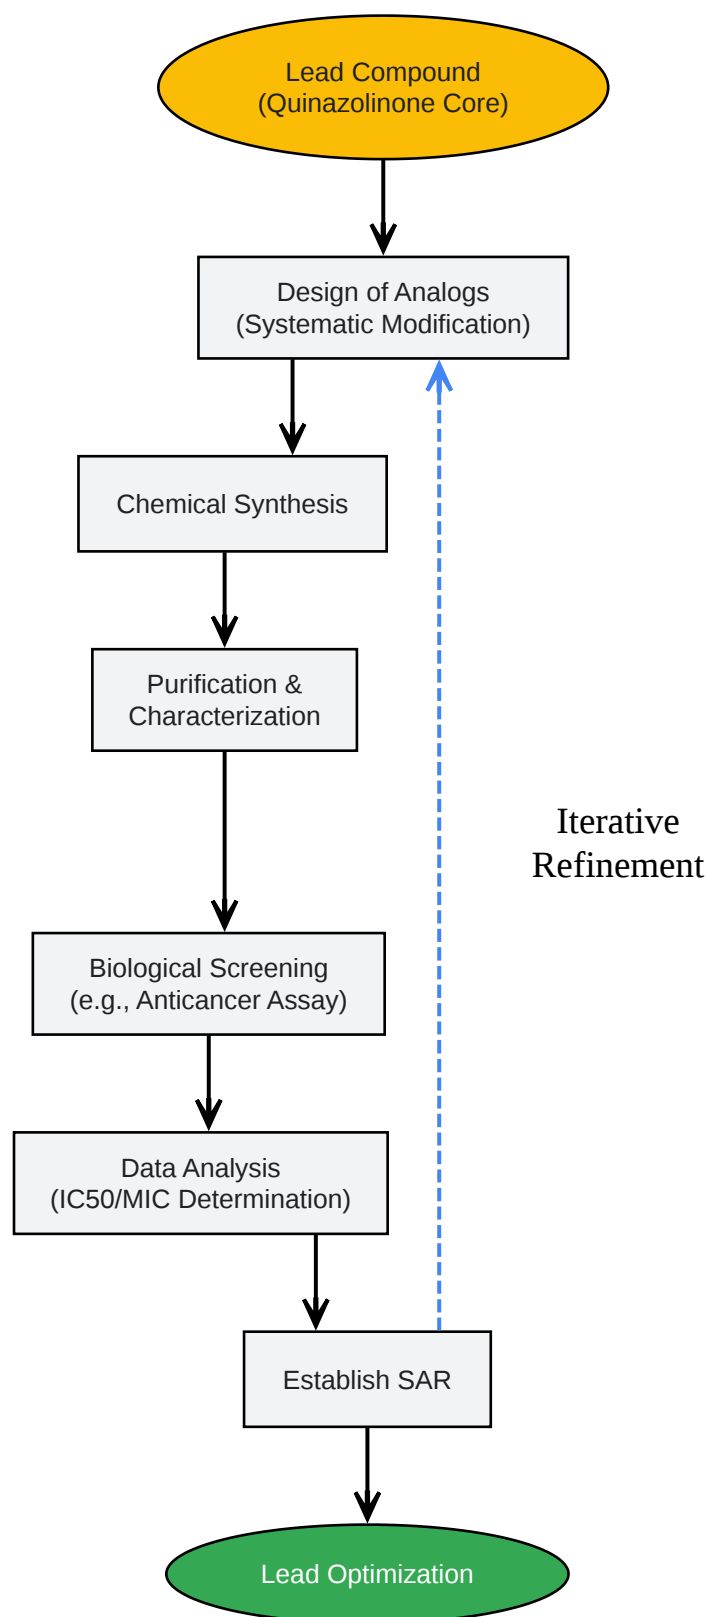 Lead Compound
(Quinazolinone Core)
Design of Analogs
(Systematic Modification)
Chemical Synthesis
Purification &
Characterization
Iterative
Refinement
Biological Screening
(e.g., Anticancer Assay)
Data Analysis
(IC50/MIC Determination)
Establish SAR
Lead Optimization